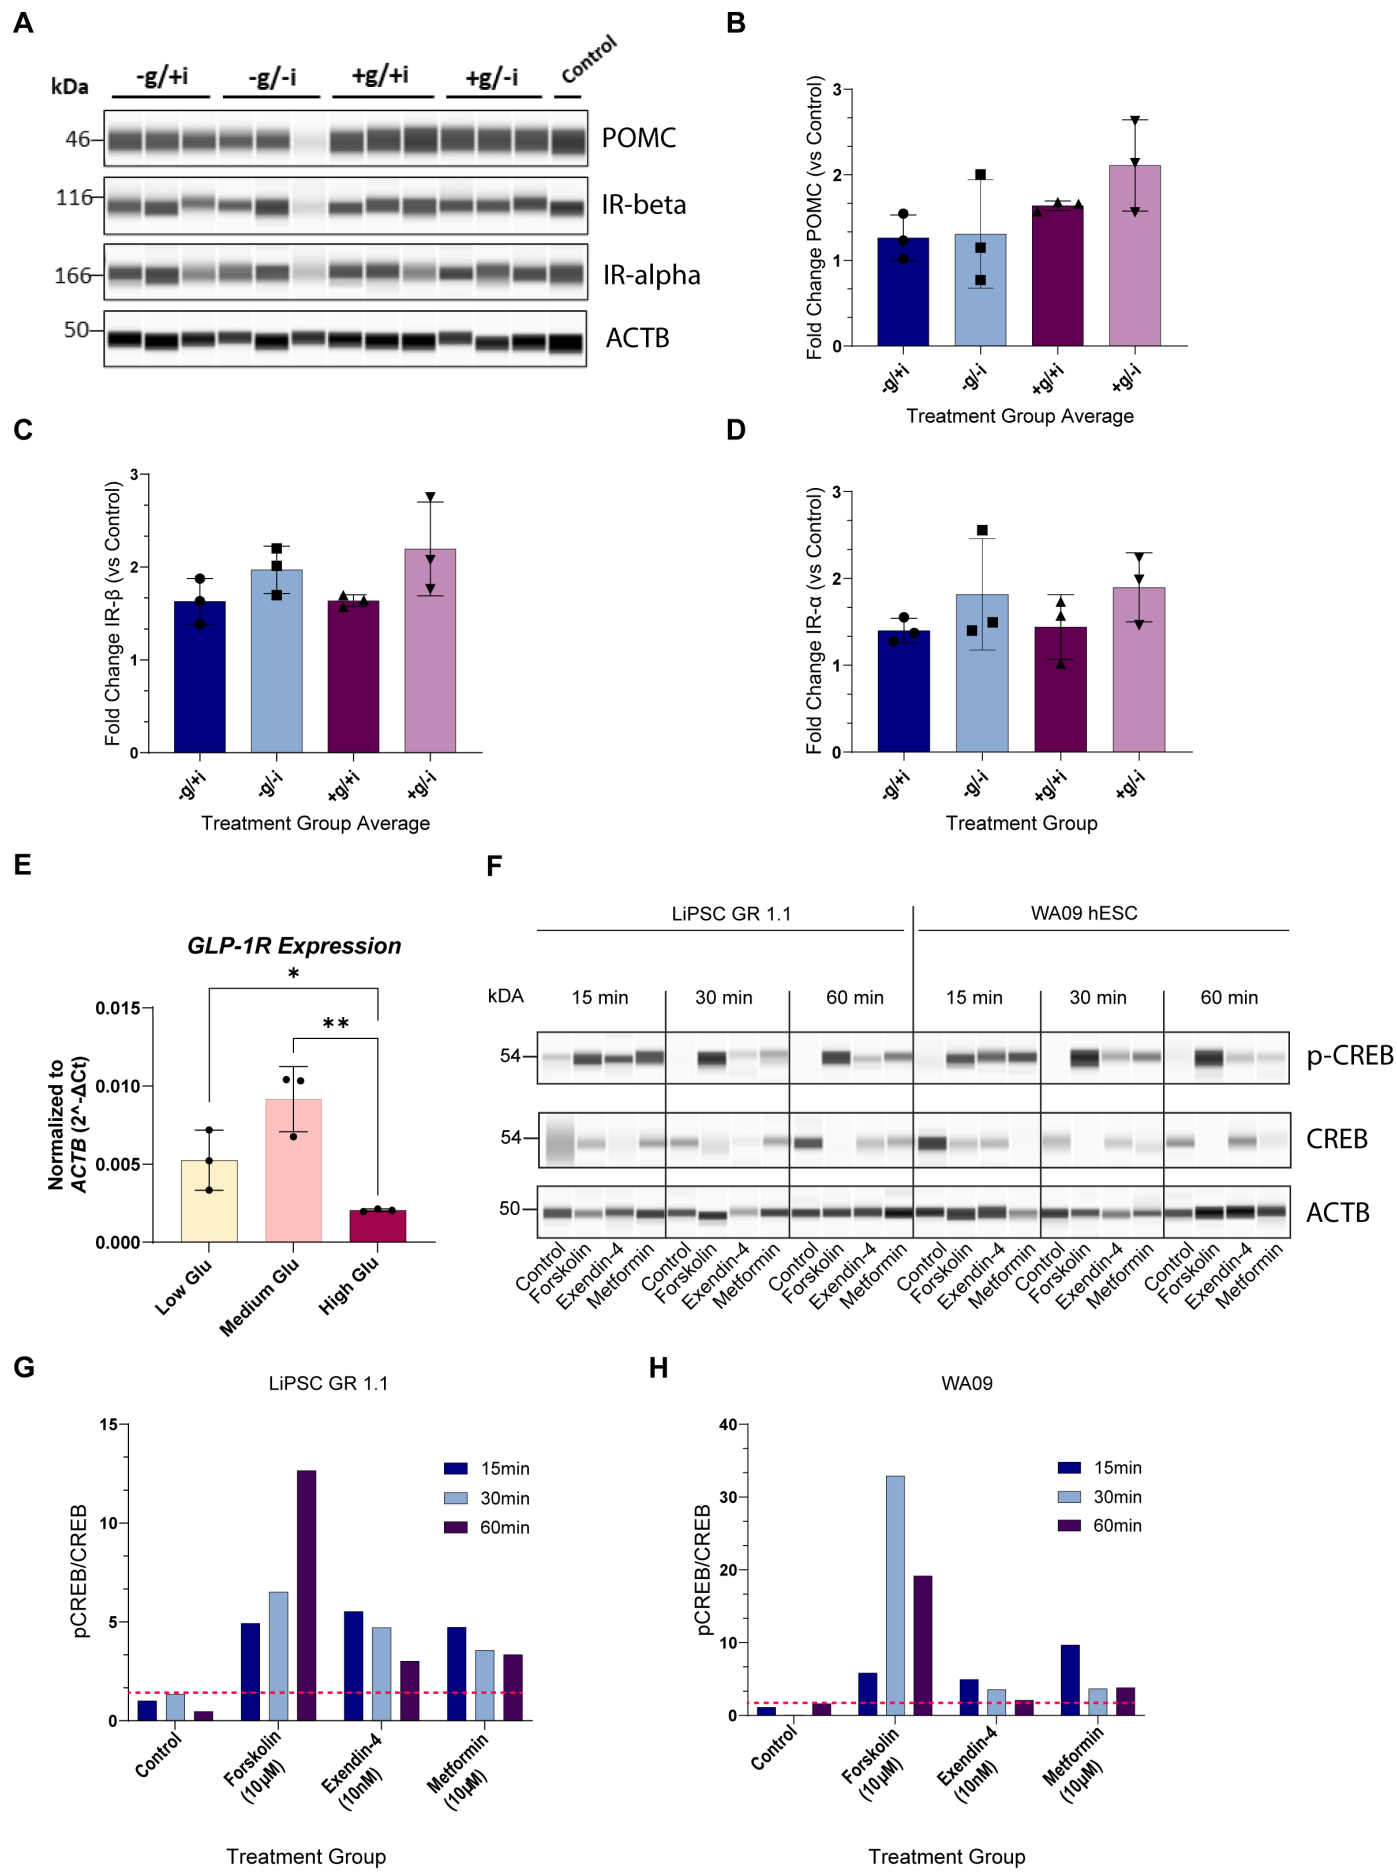 A
-g/+i -g/-i +g/+i +g/-i Control
kDa
46 POMC
116 IR-beta
166 IR-alpha
50 ACTB
B
Fold Change POMC (vs Control)
3
2
1
0
-g/+i -g/-i +g/+i +g/-i
Treatment Group Average
C
Fold Change IR-β (vs Control)
3
2
1
0
-g/+i -g/-i +g/+i +g/-i
Treatment Group Average
D
Fold Change IR-α (vs Control)
3
2
1
0
-g/+i -g/-i +g/+i +g/-i
Treatment Group
E
GLP-1R Expression
*
**
Normalized to
ACTB (2^-ΔCt)
0.015
0.010
0.005
0.000
Low Glu Medium Glu High Glu
F
LiPSC GR 1.1 WA09 hESC
kDA 15 min 30 min 60 min 15 min 30 min 60 min
54 p-CREB
54 CREB
50 ACTB
Control Forskolin Exendin-4 Metformin Control Forskolin Exendin-4 Metformin Control Forskolin Exendin-4 Metformin Control Forskolin Exendin-4 Metformin Control Forskolin Exendin-4 Metformin Control Forskolin Exendin-4 Metformin
G
LiPSC GR 1.1
pCREB/CREB
15
10
5
0
15min
30min
60min
Control Forskolin (10µM) Exendin-4 (10nM) Metformin (10µM)
Treatment Group
H
WA09
pCREB/CREB
40
30
20
10
0
15min
30min
60min
Control Forskolin (10µM) Exendin-4 (10nM) Metformin (10µM)
Treatment Group